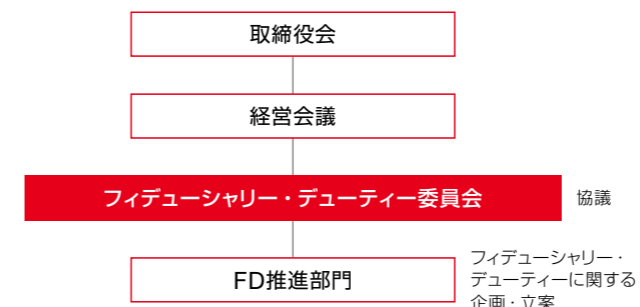 取締役会
経営会議
フィデューシャリー・デューティー委員会
協議
FD推進部門
フィデューシャリー・
デューティーに関する
企画・立案